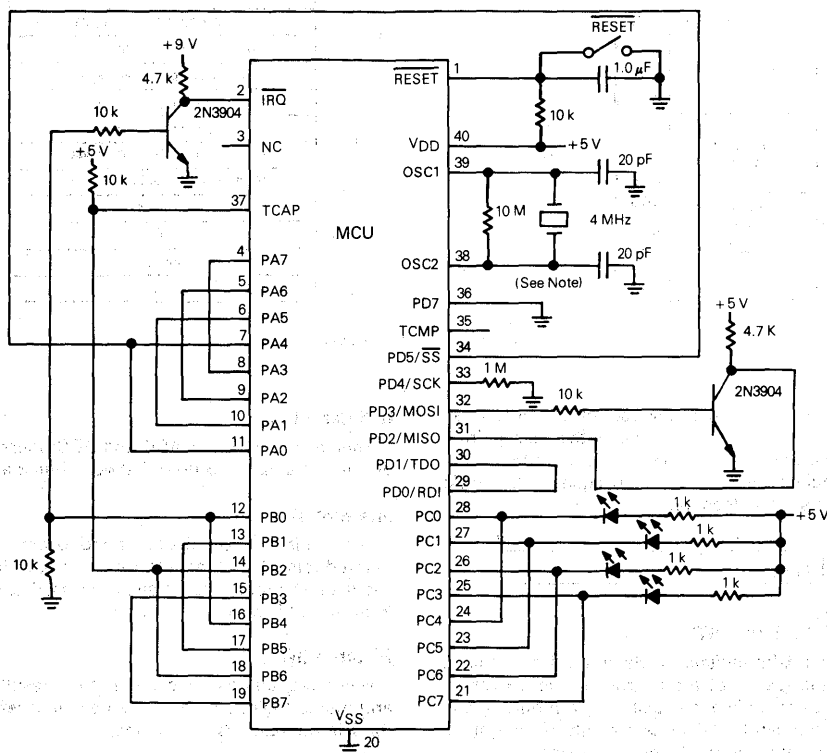 RESET
+9 V
4.7 k
1
RESET
1.0 µF
2
IRQ
2N3904
10 k
10 k
3
NC
VDD
40
+5 V
+5 V
10 k
39
OSC1
20 pF
37
TCAP
10 M
4 MHz
MCU
4
PA7
38
OSC2
20 pF
5
PA6
(See Note)
6
PA5
PD7
36
+5 V
7
PA4
TCMP
35
4.7 K
8
PA3
PD5/SS
34
9
PA2
PD4/SCK
33
1 M
10
PA1
PD3/MOSI
32
10 k
2N3904
11
PA0
PD2/MISO
31
PD1/TDO
30
PD0/RDI
29
12
PB0
PC0
28
1 k
+5 V
13
PB1
PC1
27
1 k
14
PB2
PC2
26
1 k
10 k
15
PB3
PC3
25
1 k
16
PB4
PC4
24
17
PB5
PC5
23
18
PB6
PC6
22
19
PB7
PC7
21
VSS
20